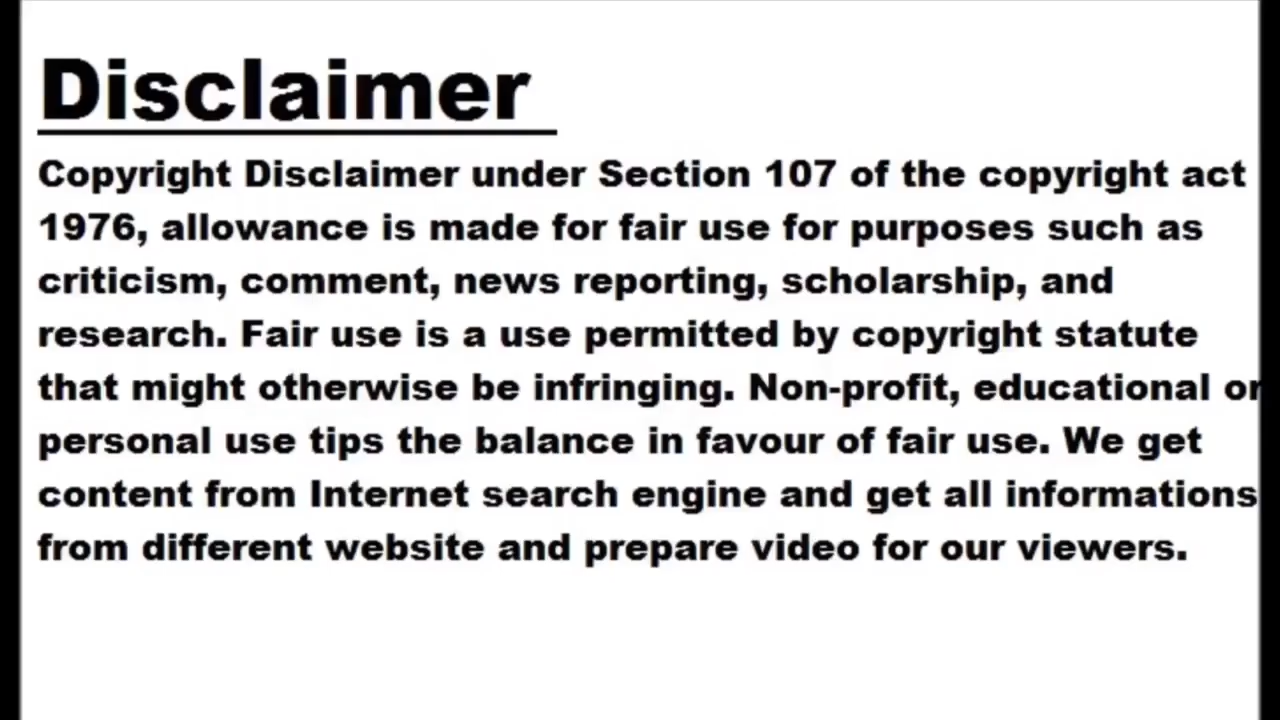 Disclaimer
Copyright Disclaimer under Section 107 of the copyright act
1976, allowance is made for fair use for purposes such as
criticism, comment, news reporting, scholarship, and
research. Fair use is a use permitted by copyright statute
that might otherwise be infringing. Non-profit, educational or
personal use tips the balance in favour of fair use. We get
content from Internet search engine and get all informations
from different website and prepare video for our viewers.